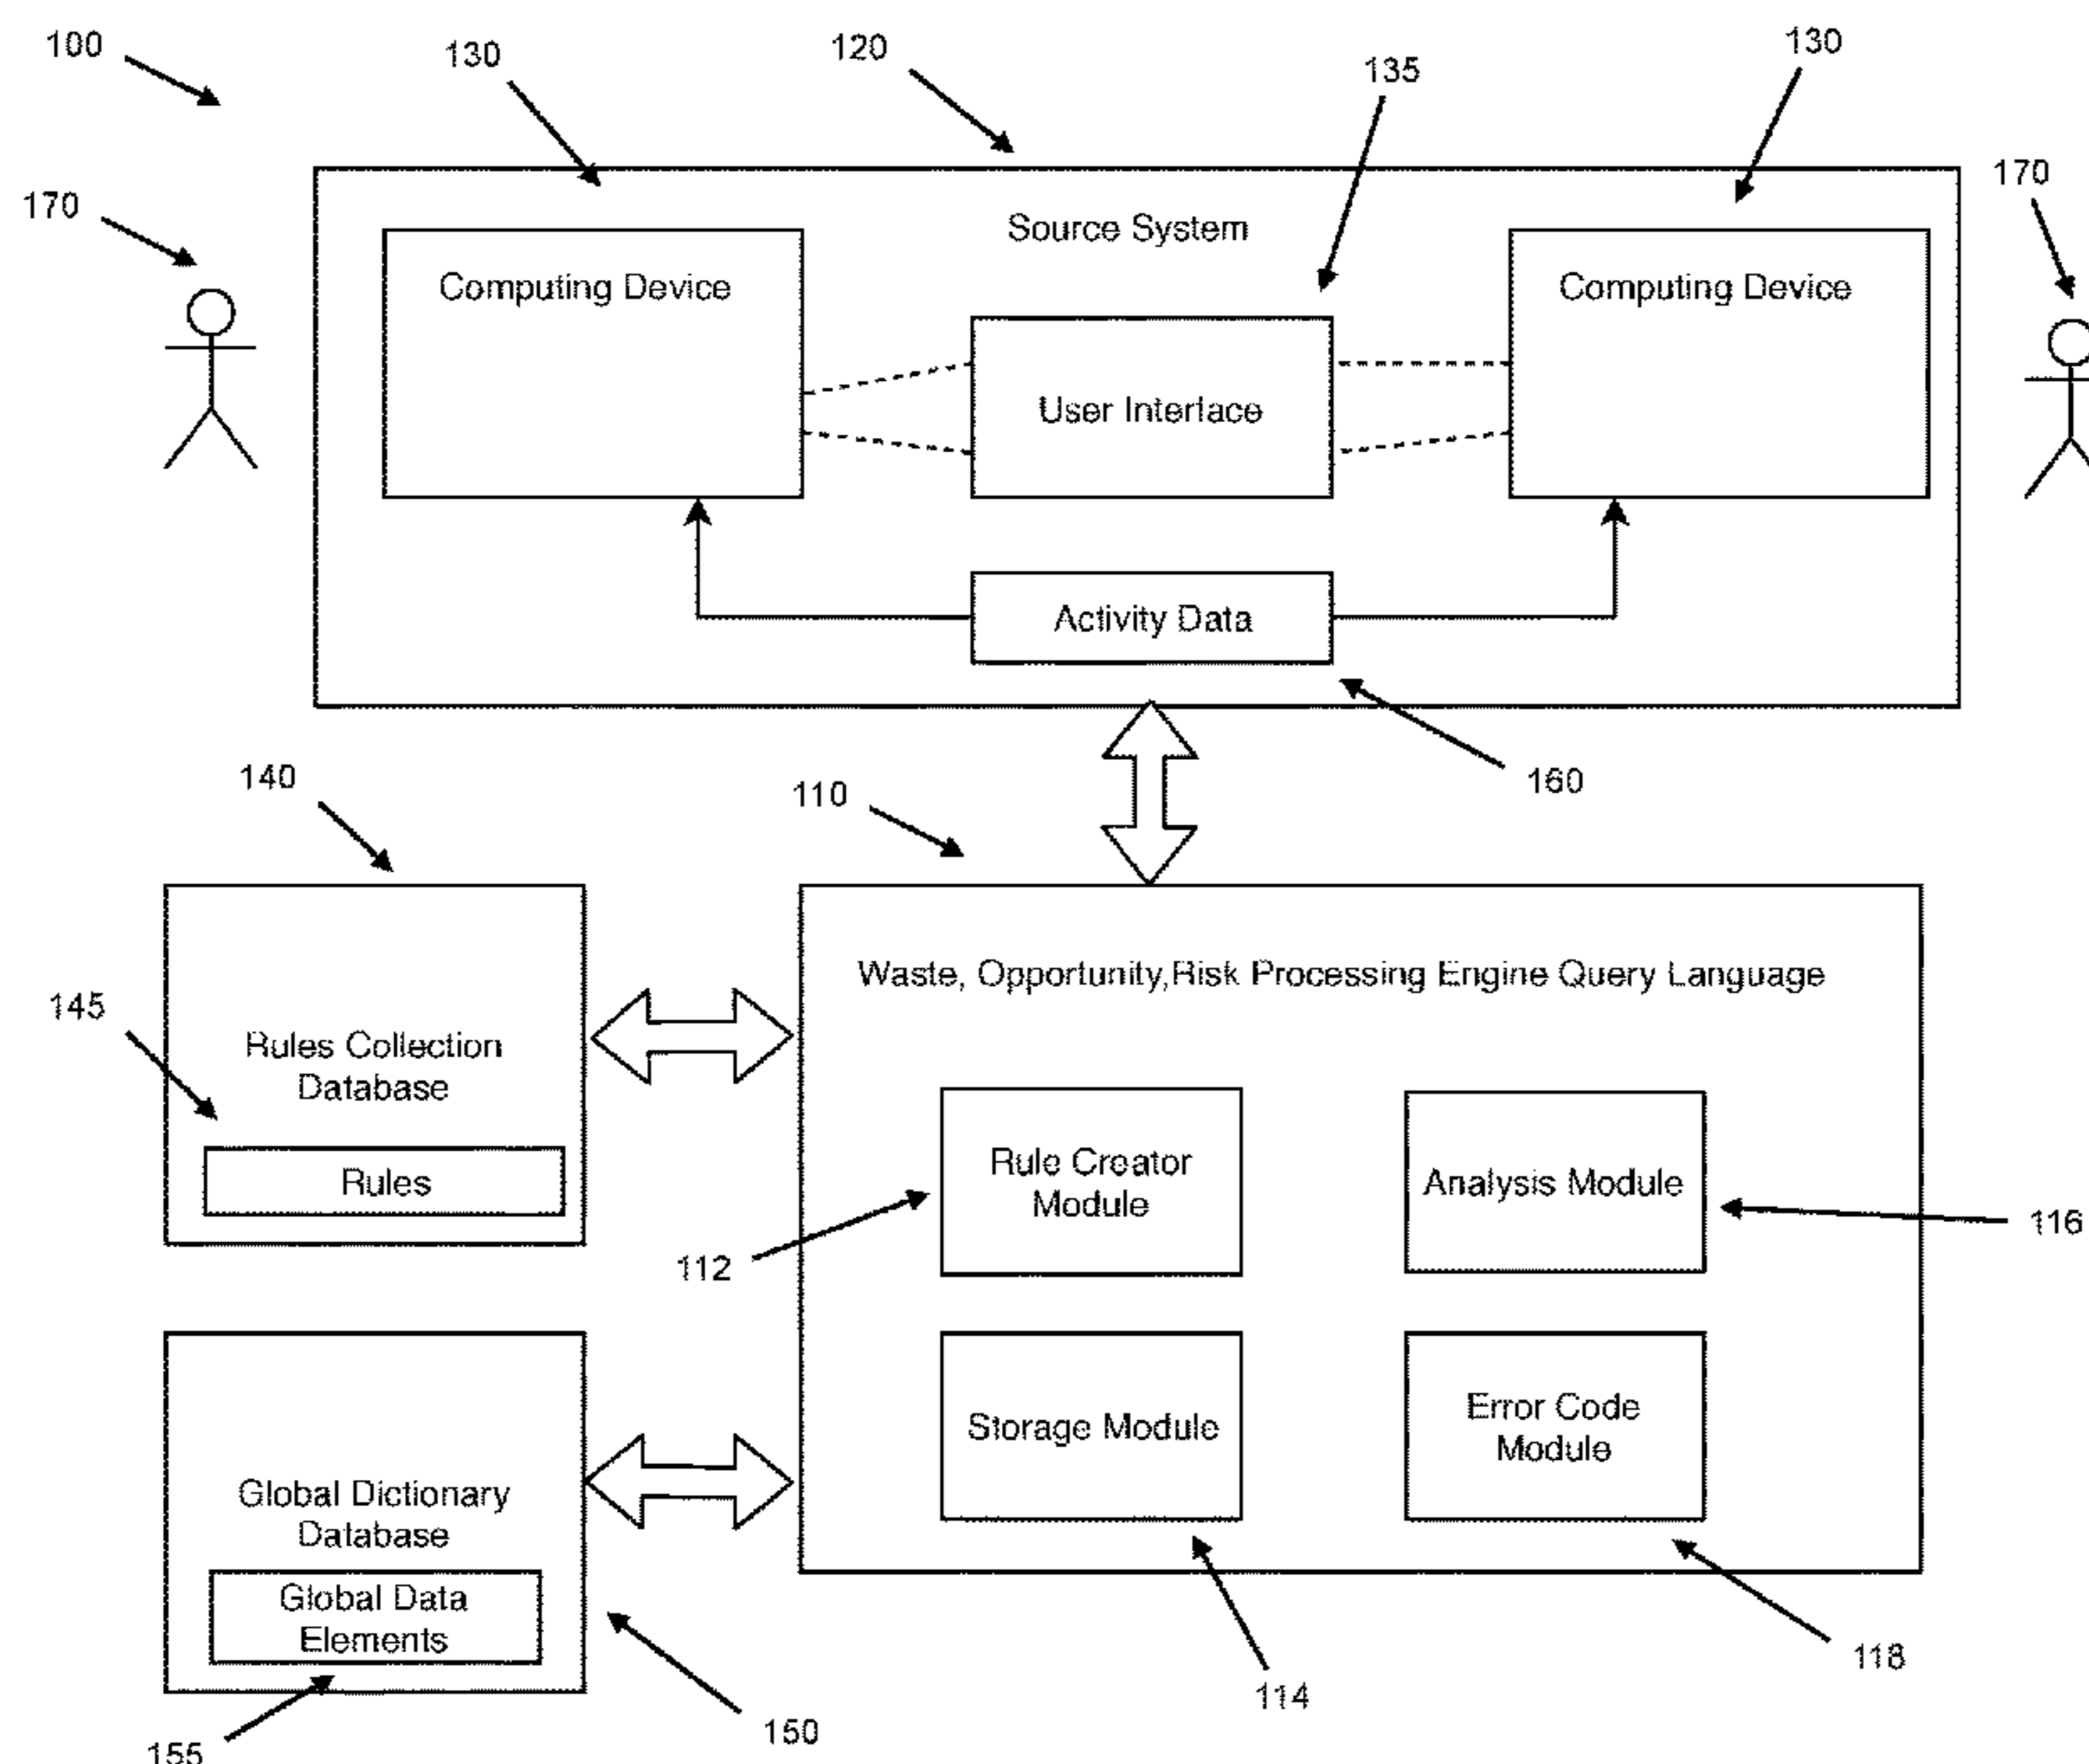 100
130
120
135
130
170
170
Source System
Computing Device
Computing Device
User Interface
Activity Data
160
140
110
Waste, Opportunity,Risk Processing Engine Query Language
145
Rules Collection
Database
Rules
Rule Creator
Module
Analysis Module
112
116
Global Dictionary
Database
Global Data
Elements
Storage Module
Error Code
Module
118
114
150
155